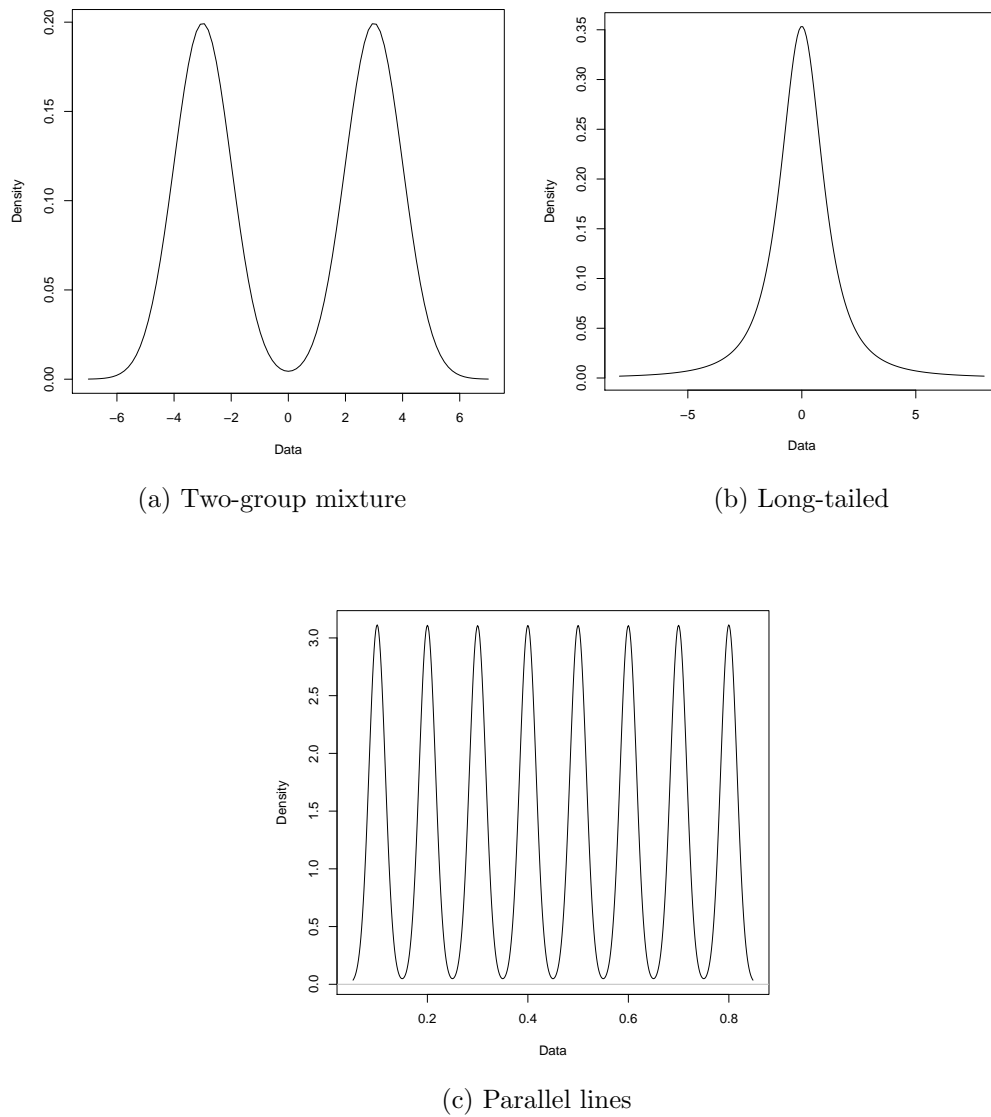 0.20
0.15
0.10
0.05
0.00
Density
−6 −4 −2 0 2 4 6
Data
(a) Two-group mixture
0.35
0.30
0.25
0.20
0.15
0.10
0.05
0.00
Density
−5 0 5
Data
(b) Long-tailed
3.0
2.5
2.0
1.5
1.0
0.5
0.0
Density
0.2 0.4 0.6 0.8
Data
(c) Parallel lines